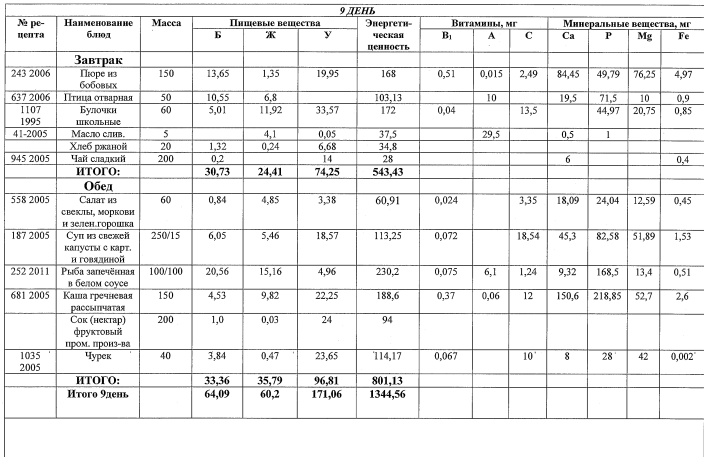 9 ДЕНЬ
№ ре- Наименование Масса Пищевые вещества Энергети- Витамины, мг Минеральные вещества, мг
цепта блюд Б Ж У ческая ценность В1 А С Ca P Mg Fe
Завтрак
243 2006 Пюре из 150 13,65 1,35 19,95 168 0,51 0,015 2,49 84,45 49,79 76,25 4,97
бобовых
637 2006 Птица отварная 50 10,55 6,8 103,13 10 19,5 71,5 10 0,9
1107 Булочки 60 5,01 11,92 33,57 172 0,04 13,5 44,97 20,75 0,85
1995 школьные
41-2005 Масло слив. 5 4,1 0,05 37,5 29,5 0,5 1
Хлеб ржаной 20 1,32 0,24 6,68 34,8
945 2005 Чай сладкий 200 0,2 14 28 6 0,4
ИТОГО: 30,73 24,41 74,25 543,43
Обед
558 2005 Салат из 60 0,84 4,85 3,38 60,91 0,024 3,35 18,09 24,04 12,59 0,45
свеклы, моркови
и зелен.горошка
187 2005 Суп из свежей 250/15 6,05 5,46 18,57 113,25 0,072 18,54 45,3 82,58 51,89 1,53
капусты с карт.
и говядиной
252 2011 Рыба запечённая 100/100 20,56 15,16 4,96 230,2 0,075 6,1 1,24 9,32 168,5 13,4 0,51
в белом соусе
681 2005 Каша гречневая 150 4,53 9,82 22,25 188,6 0,37 0,06 12 150,6 218,85 52,7 2,6
рассыпчатая
Сок (нектар) 200 1,0 0,03 24 94
фруктовый
пром. произ-ва
1035 Чурек 40 3,84 0,47 23,65 114,17 0,067 10 8 28 42 0,002
2005
ИТОГО: 33,36 35,79 96,81 801,13
Итого 9день 64,09 60,2 171,06 1344,56